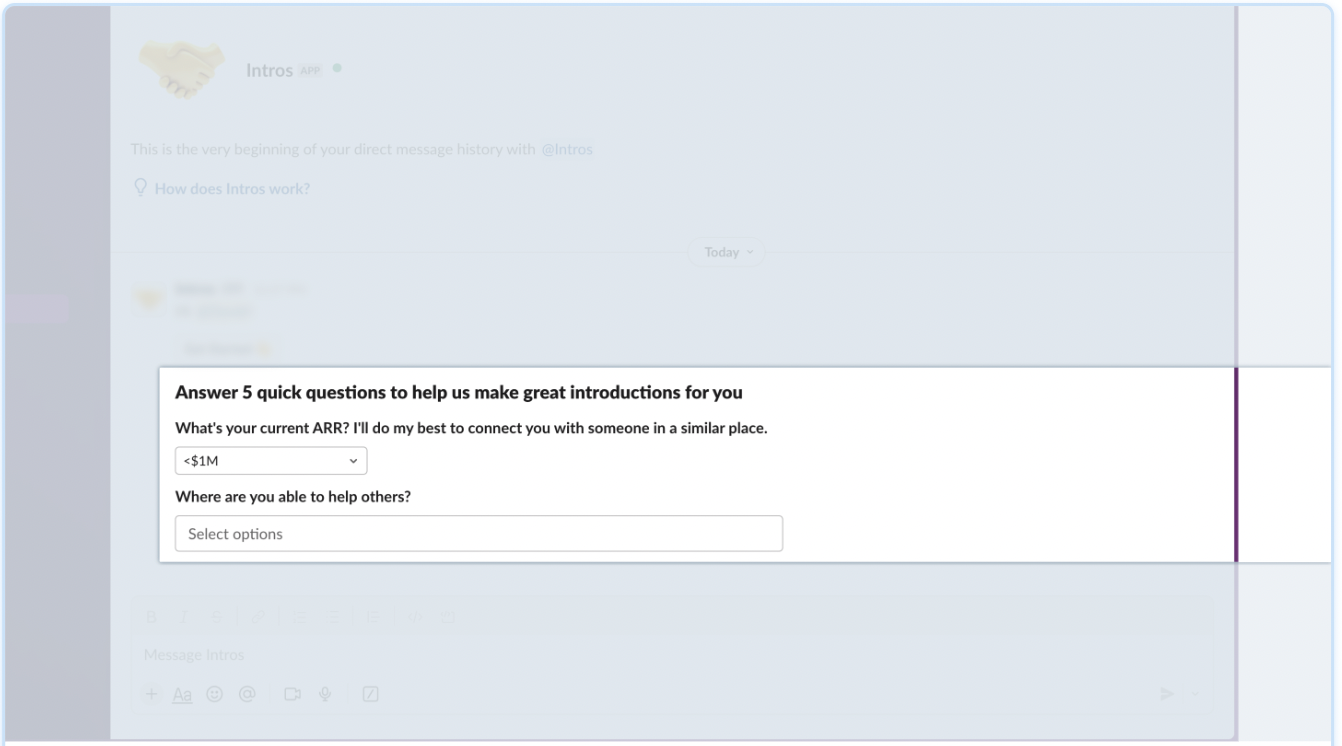 Intros APP
This is the very beginning of your direct message history with @Intros
How does Intros work?
Today
Answer 5 quick questions to help us make great introductions for you
What's your current ARR? I'll do my best to connect you with someone in a similar place.
<$1M
Where are you able to help others?
Select options
B I S
Message Intros
Aa